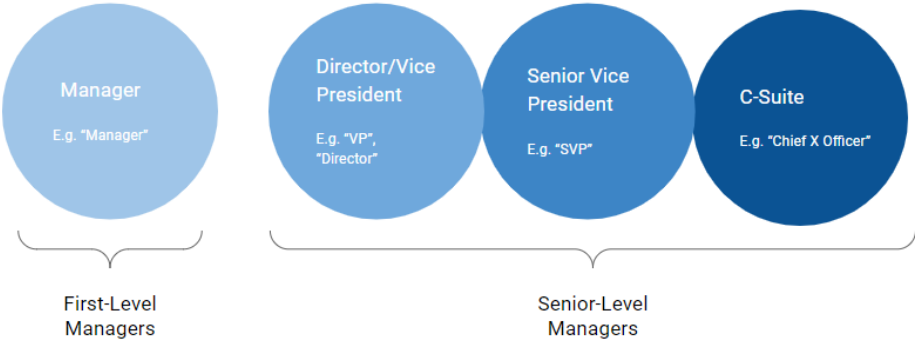 Manager
E.g. “Manager”
Director/Vice
President
E.g. “VP”,
“Director”
Senior Vice
President
E.g. “SVP”
C-Suite
E.g. “Chief X Officer”
First-Level
Managers
Senior-Level
Managers